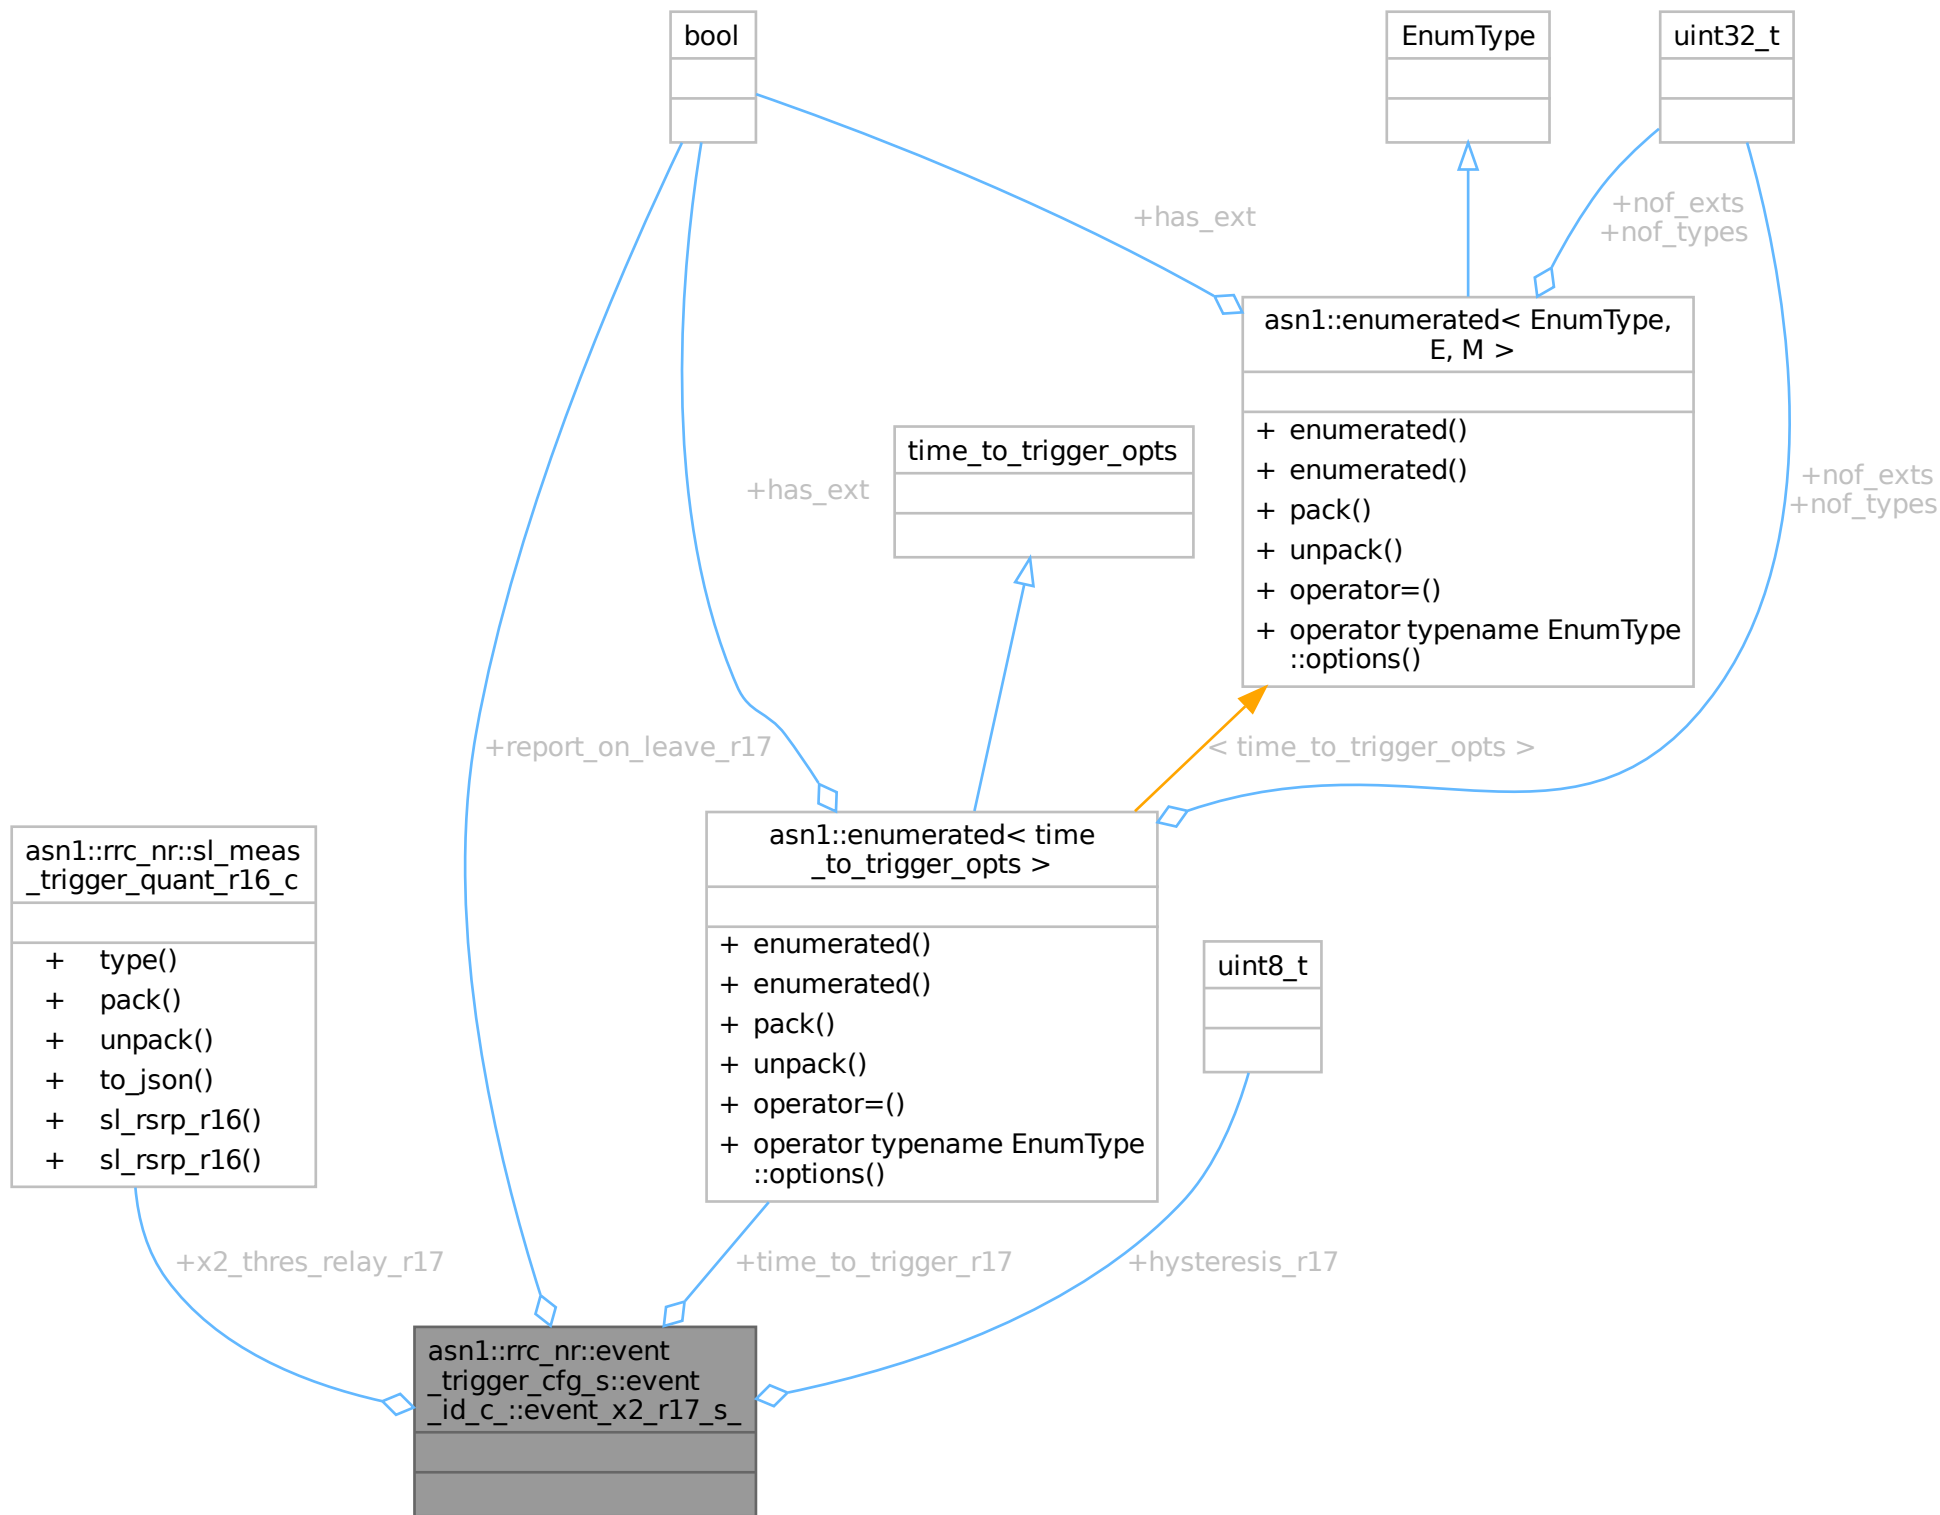 bool
EnumType
uint32_t
+has_ext
+nof_exts
+nof_types
asn1::enumerated< EnumType,
E, M >
+ enumerated()
+ enumerated()
+ pack()
+ unpack()
+ operator=()
+ operator typename EnumType
::options()
time_to_trigger_opts
+has_ext
+nof_exts
+nof_types
+report_on_leave_r17
< time_to_trigger_opts >
asn1::rrc_nr::sl_meas
_trigger_quant_r16_c
+ type()
+ pack()
+ unpack()
+ to_json()
+ sl_rsrp_r16()
+ sl_rsrp_r16()
asn1::enumerated< time
_to_trigger_opts >
+ enumerated()
+ enumerated()
+ pack()
+ unpack()
+ operator=()
+ operator typename EnumType
::options()
uint8_t
+x2_thres_relay_r17
+time_to_trigger_r17
+hysteresis_r17
asn1::rrc_nr::event
_trigger_cfg_s::event
_id_c_::event_x2_r17_s_